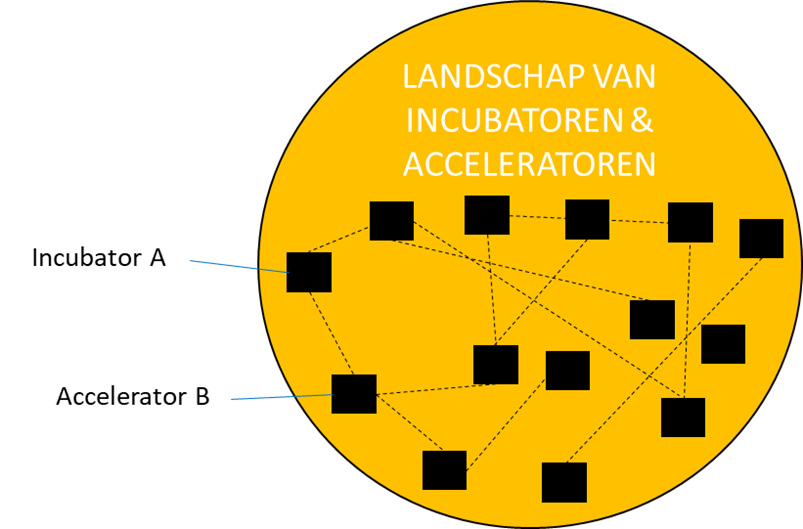 LANDSCHAP VAN
INCUBATOREN &
ACCELERATOREN
Incubator A
Accelerator B